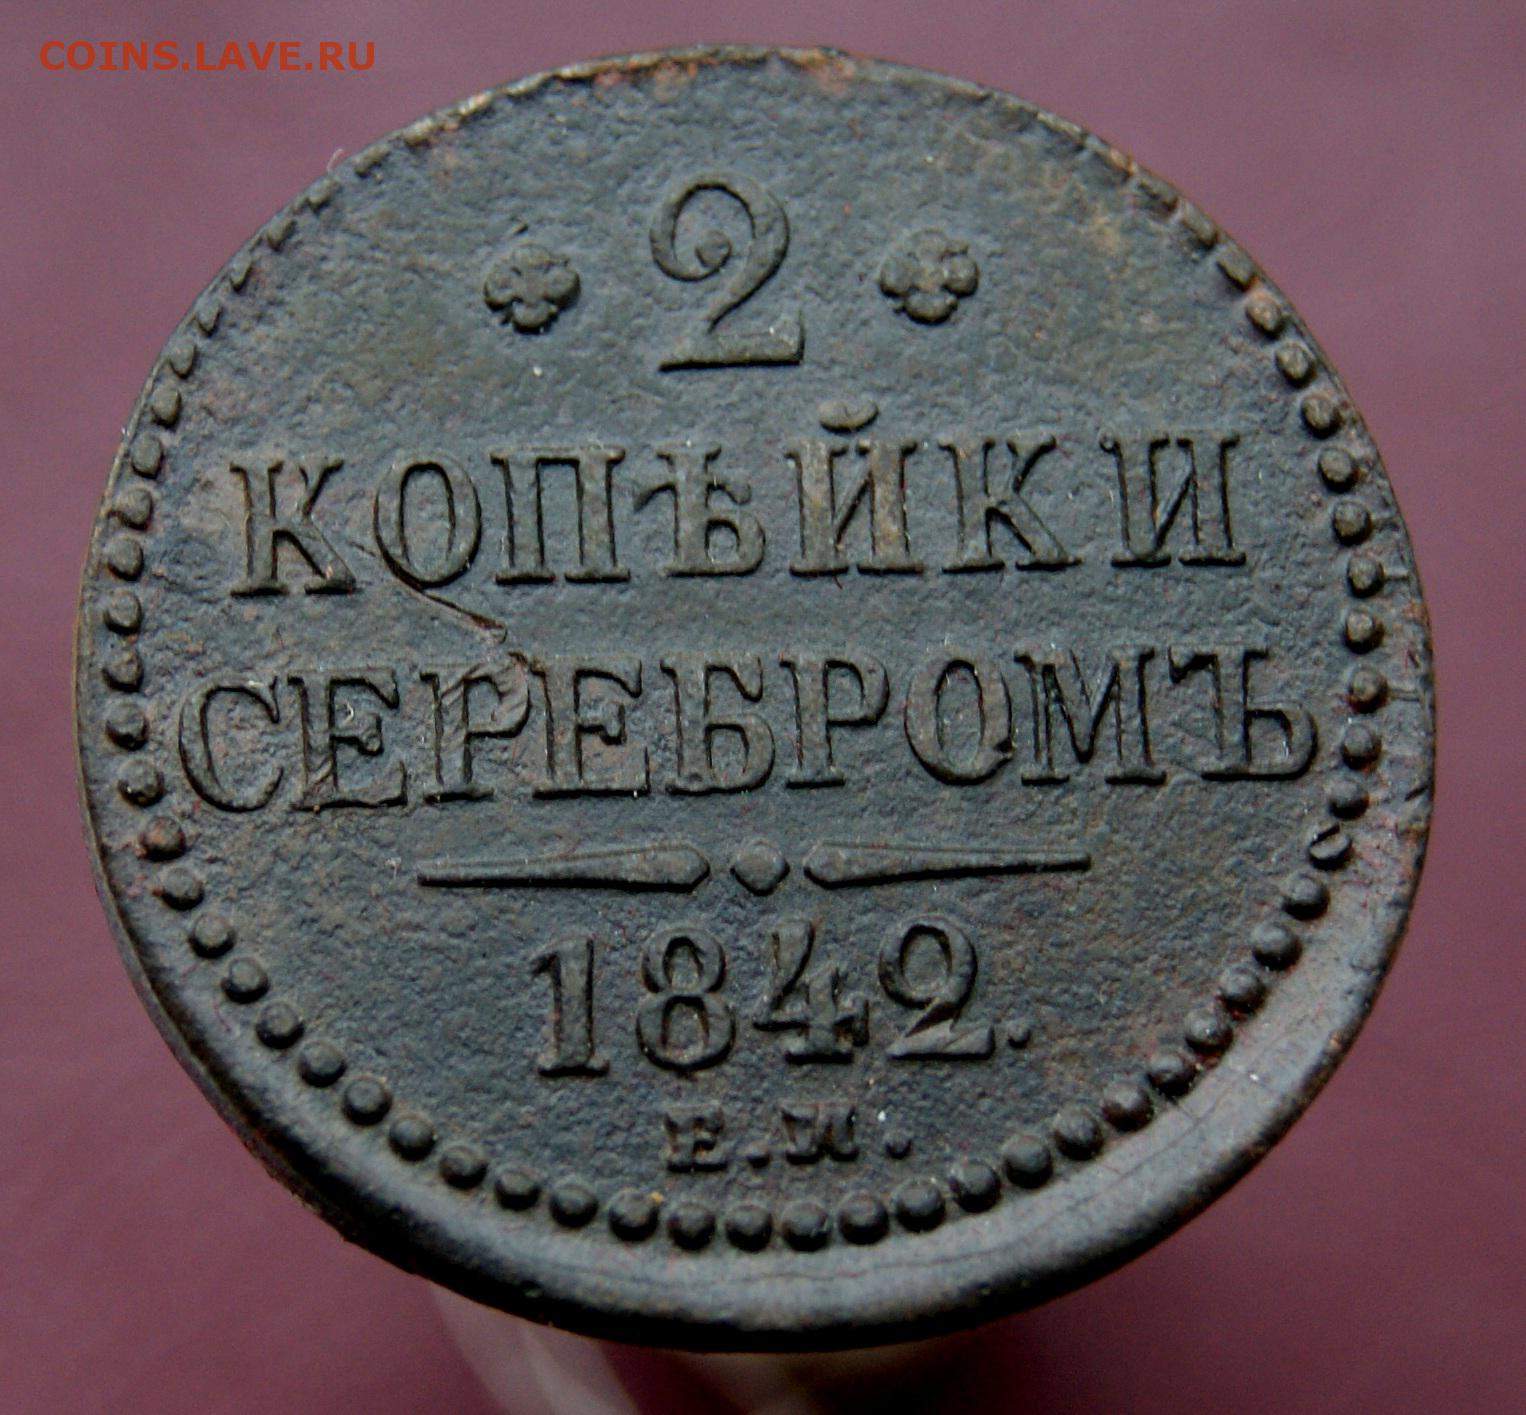 COINS.LAVE.RU
2
КОПѢЙКИ
СЕРЕБРОМЪ
1842.
Е.М.